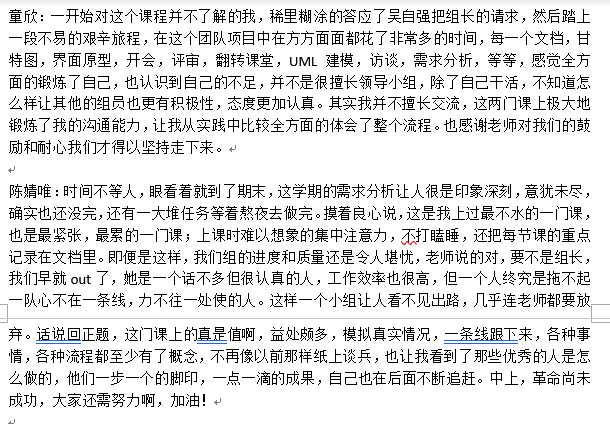 童欣：一开始对这个课程并不了解的我，稀里糊涂的答应了吴自强把组长的请求，然后踏上
一段不易的艰辛旅程，在这个团队项目中在方方面面都花了非常多的时间，每一个文档，甘
特图，界面原型，开会，评审，翻转课堂，UML 建模，访谈，需求分析，等等，感觉全方
面的锻炼了自己，也认识到自己的不足，并不是很擅长领导小组，除了自己干活，不知道怎
么样让其他的组员也更有积极性，态度更加认真。其实我并不擅长交流，这两门课上极大地
锻炼了我的沟通能力，让我从实践中比较全方面的体会了整个流程。也感谢老师对我们的鼓
励和耐心我们才得以坚持走下来。
陈婧唯：时间不等人，眼看着就到了期末，这学期的需求分析让人很是印象深刻，意犹未尽，
确实也还没完，还有一大堆任务等着熬夜去做完。摸着良心说，这是我上过最不水的一门课，
也是最紧张，最累的一门课；上课时难以想象的集中注意力，不打瞌睡，还把每节课的重点
记录在文档里。即便是这样，我们组的进度和质量还是令人堪忧，老师说的对，要不是组长，
我们早就 out 了，她是一个话不多但很认真的人，工作效率也很高，但一个人终究是拖不起
一队心不在一条线，力不往一处使的人。这样一个小组让人看不见出路，几乎连老师都要放
弃。话说回正题，这门课上的真是值啊，益处颇多，模拟真实情况，一条线跟下来，各种事
情，各种流程都至少有了概念，不再像以前那样纸上谈兵，也让我看到了那些优秀的人是怎
么做的，他们一步一个的脚印，一点一滴的成果，自己也在后面不断追赶。中上，革命尚未
成功，大家还需努力啊，加油！